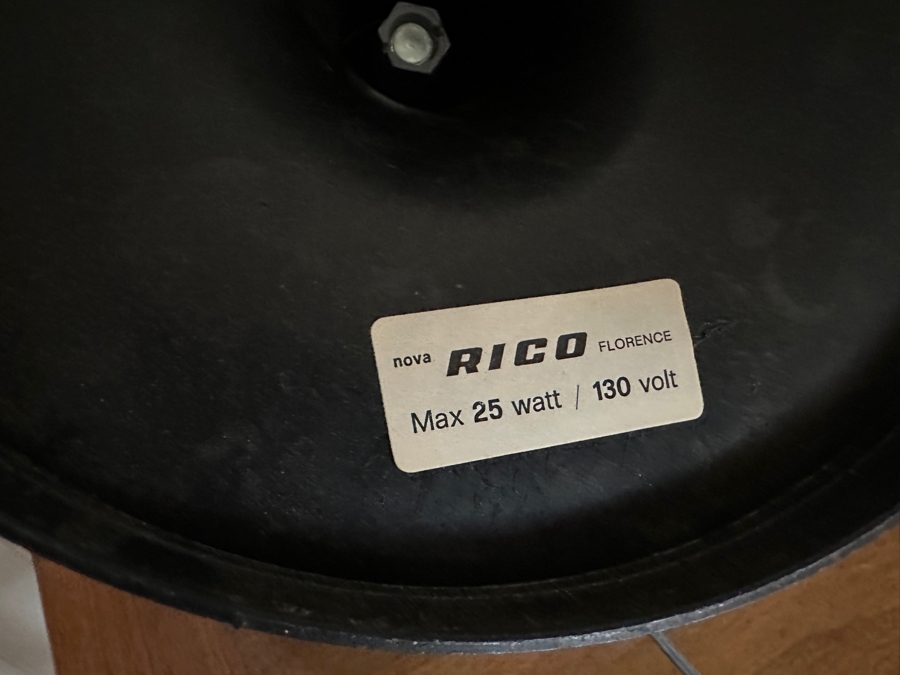 nova RICO FLORENCE
Max 25 watt / 130 volt